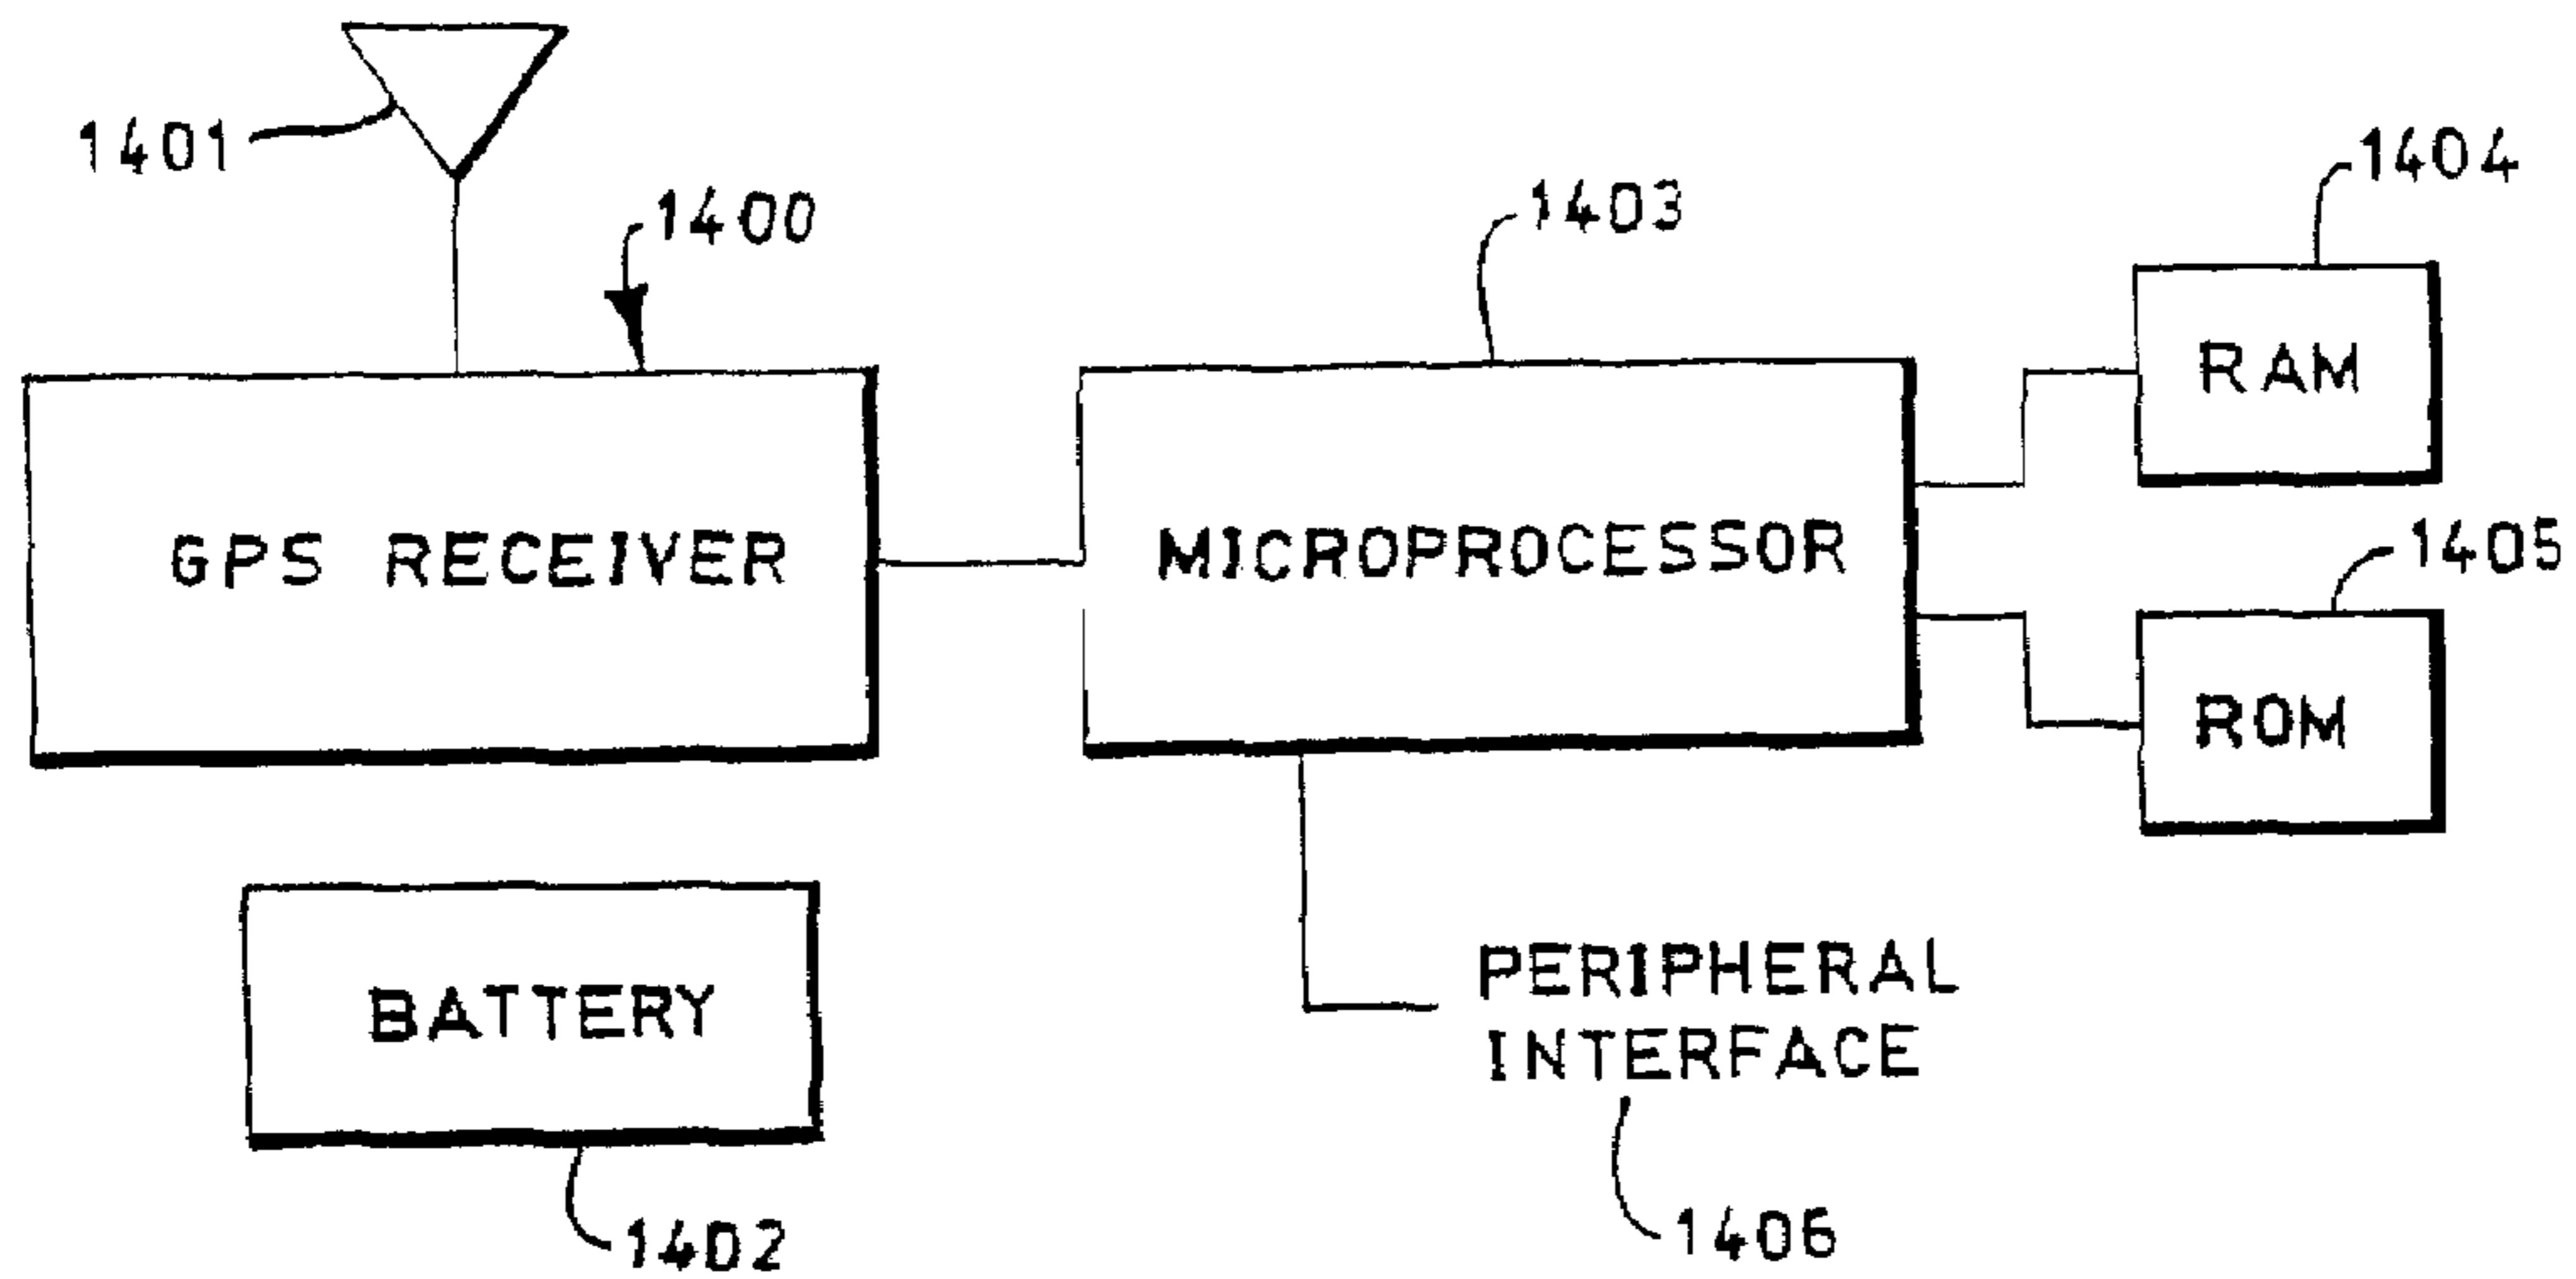 1401
1400
1403
1404
GPS RECEIVER
MICROPROCESSOR
RAM
1405
ROM
BATTERY
PERIPHERAL
INTERFACE
1402
1406